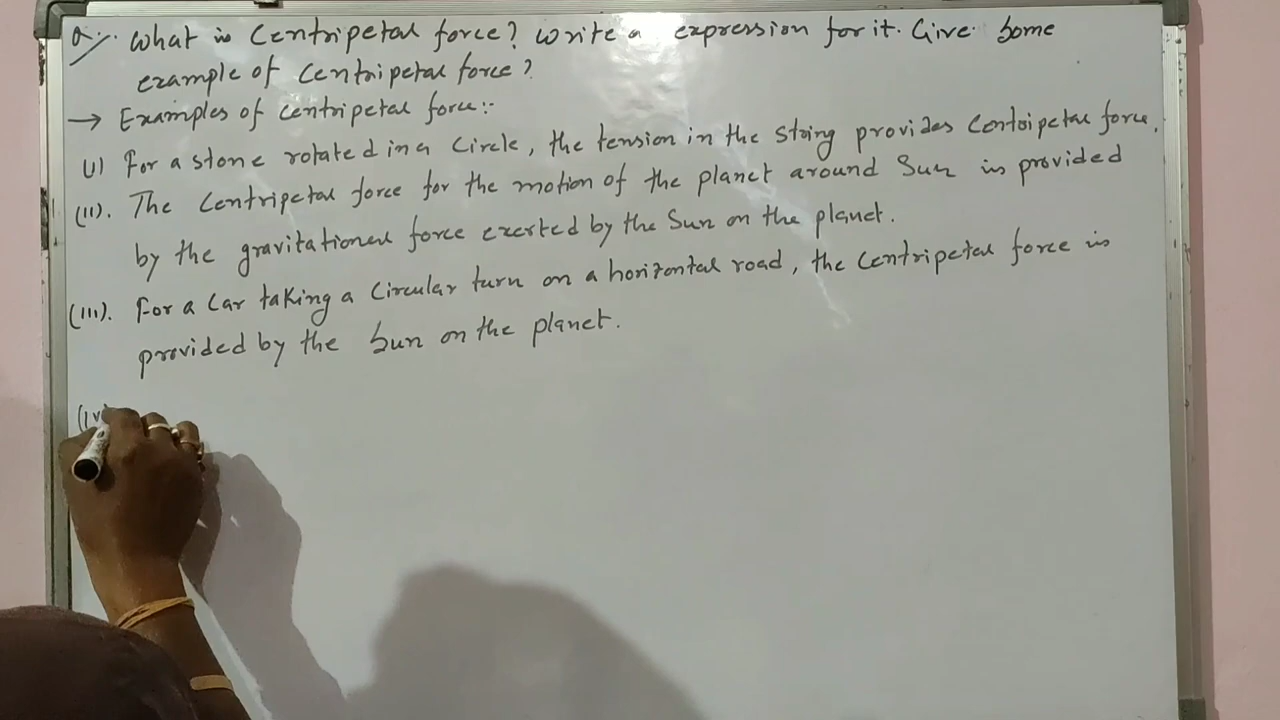 Q:- What is Centripetal force? Write a expression for it. Give some
example of Centripetal force?
→ Examples of centripetal force:-
(I) For a stone rotated in a Circle, the tension in the string provides Centripetal force.
(II). The Centripetal force for the motion of the planet around Sun is provided
by the gravitational force exerted by the Sun on the planet.
(III). For a Car taking a Circular turn on a horizontal road, the Centripetal force is
provided by the Sun on the planet.
(IV)